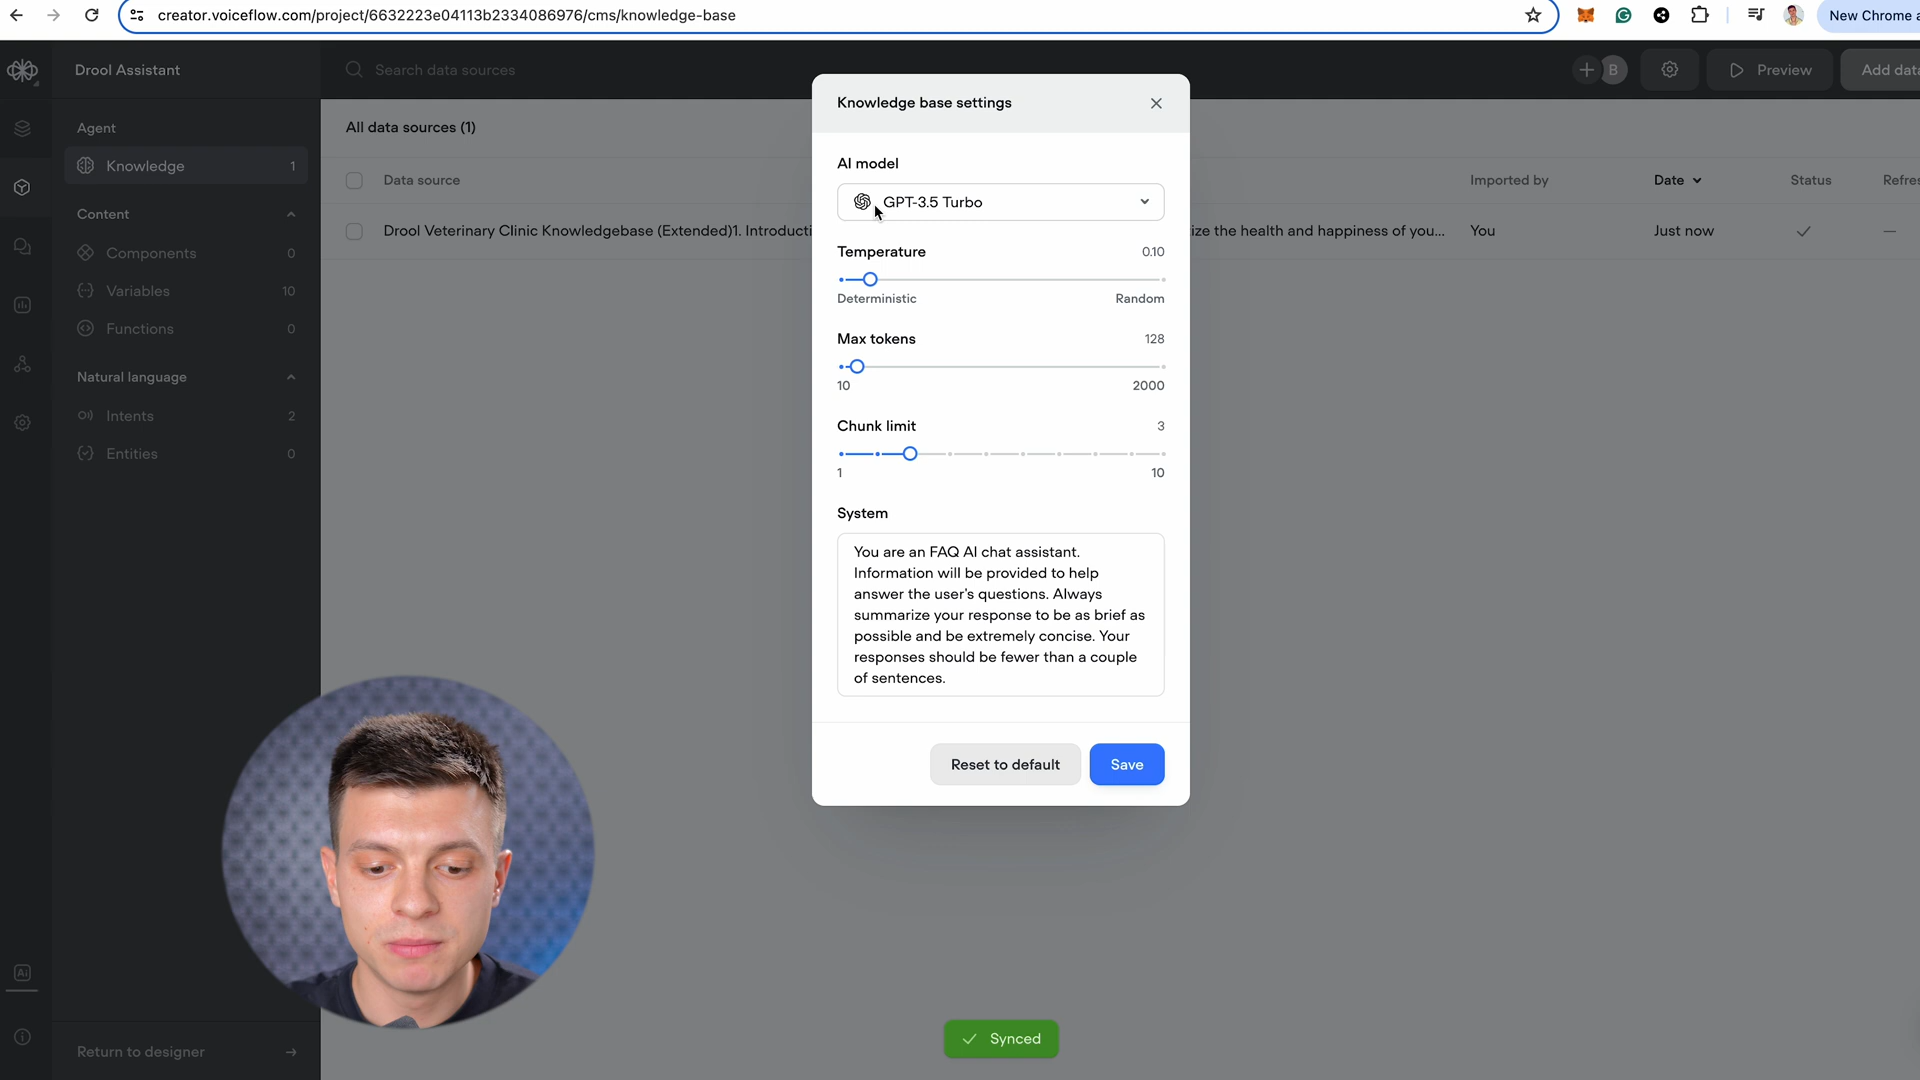 creator.voiceflow.com/project/6632223e04113b2334086976/cms/knowledge-base
New Chrome a
Drool Assistant
Search data sources
B
Preview
Add data
Agent
Knowledge 1
Content
Components 0
Variables 10
Functions 0
Natural language
Intents 2
Entities 0
Return to designer
All data sources (1)
Data source
Imported by
Date
Status
Refres
Drool Veterinary Clinic Knowledgebase (Extended)1. Introducti
ize the health and happiness of you...
You
Just now
Knowledge base settings
AI model
GPT-3.5 Turbo
Temperature 0.10
Deterministic Random
Max tokens 128
10 2000
Chunk limit 3
1 10
System
You are an FAQ AI chat assistant.
Information will be provided to help
answer the user's questions. Always
summarize your response to be as brief as
possible and be extremely concise. Your
responses should be fewer than a couple
of sentences.
Reset to default
Save
Synced
Ai